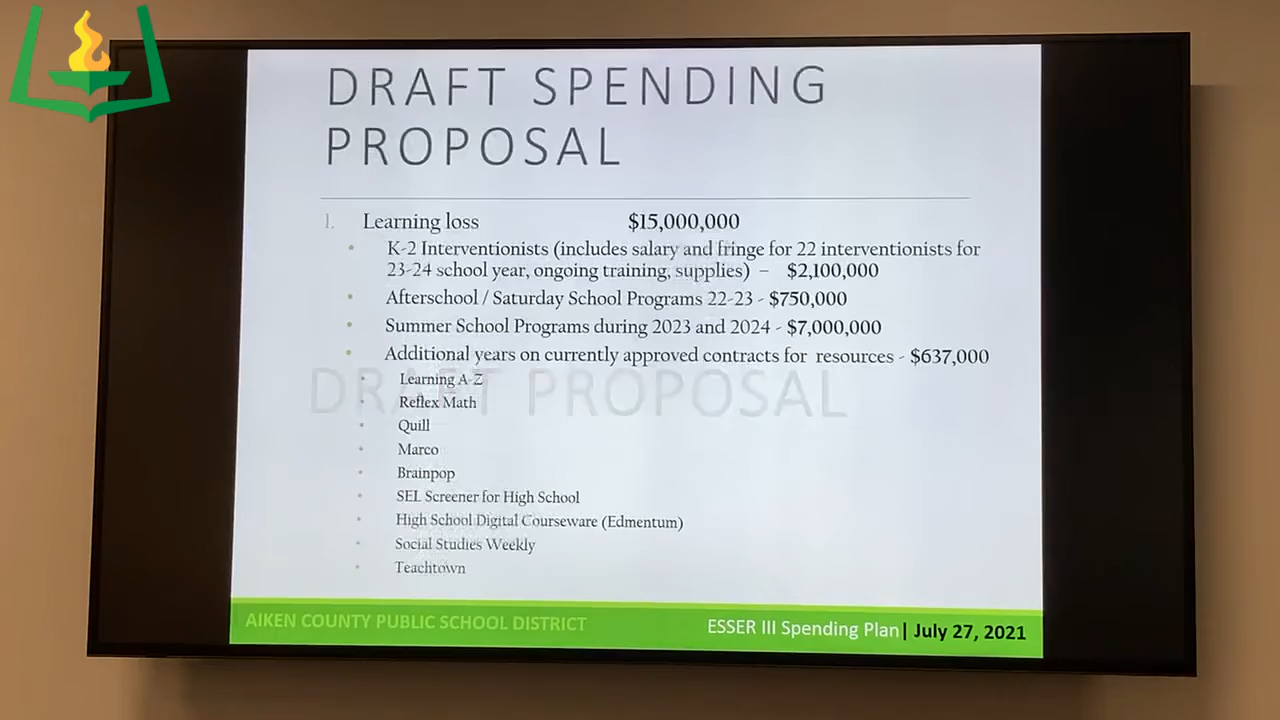 DRAFT SPENDING
PROPOSAL
1. Learning loss $15,000,000
K-2 Interventionists (includes salary and fringe for 22 interventionists for
23-24 school year, ongoing training, supplies) – $2,100,000
Afterschool / Saturday School Programs 22-23 - $750,000
Summer School Programs during 2023 and 2024 - $7,000,000
Additional years on currently approved contracts for resources - $637,000
Learning A-Z
DRAFT PROPOSAL
Reflex Math
Quill
Marco
Brainpop
SEL Screener for High School
High School Digital Courseware (Edmentum)
Social Studies Weekly
Teachtown
AIKEN COUNTY PUBLIC SCHOOL DISTRICT ESSER III Spending Plan| July 27, 2021